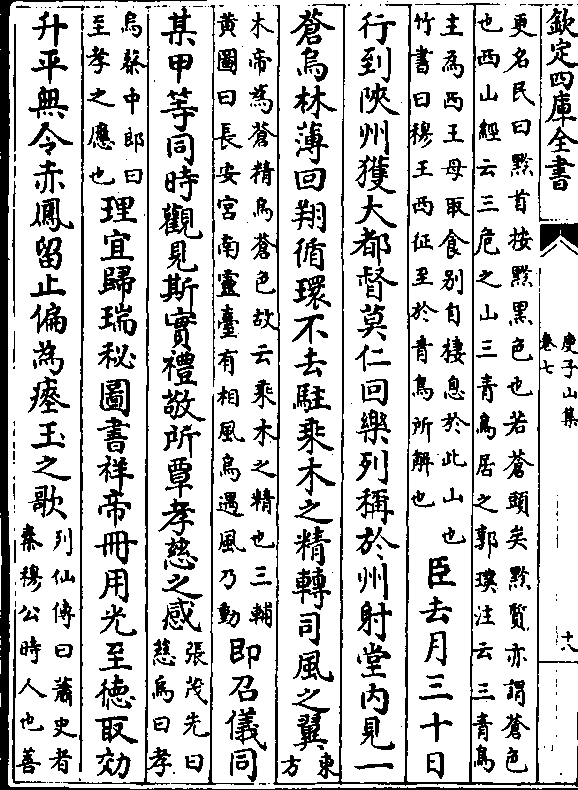 欽定四庫全書
庾子山集
卷七
十八
更名民曰黔首按黔黑色也若蒼頭矣黔贅亦謂蒼色
也西山經云三危之山三青鳥居之郭璞注云三青鳥
主為西王母取食別自棲息於此山也
竹書曰穆王西征至於青鳥所解也
臣去月三十日
行到陜州獲大都督莫仁回樂列稱於州射堂內見一
蒼烏林薄回翔循環不去駐乘木之精轉司風之翼
東方
木帝為蒼精烏蒼色故云乘木之精也三輔
黄圖曰長安宮南靈臺有相風烏遇風乃動
即召儀同
某甲等同時觀見斯實禮敬所覃孝慈之感
張茂先曰
慈烏曰孝
烏蔡中郎曰
至孝之應也
理宜歸瑞秘圖書祥帝冊用光至徳取効
升平無令赤鳳留止偏為瘞玉之歌
列仙傳曰蕭史者
秦穆公時人也善